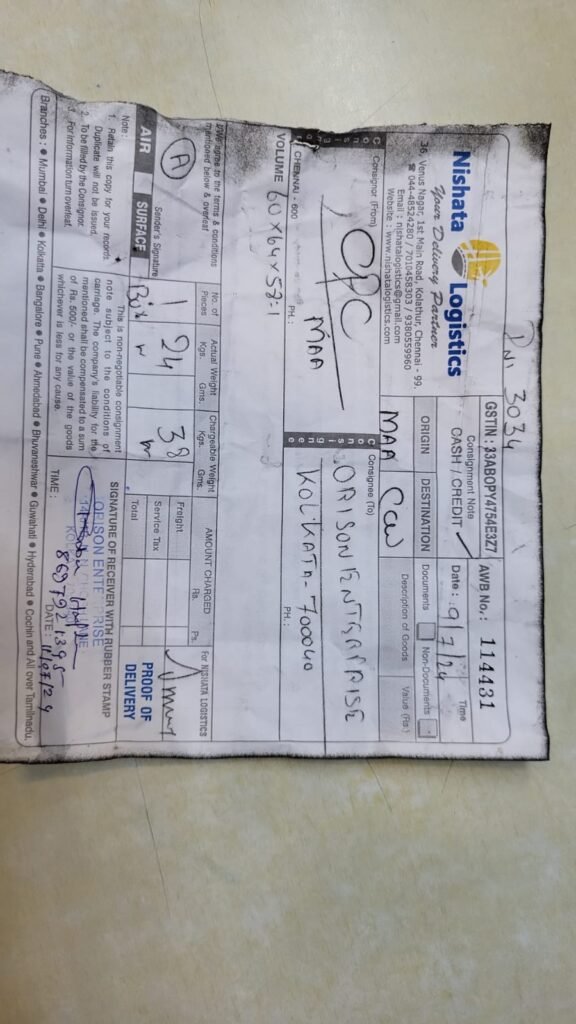 INV 3034
Nishata Logistics
Your Delivery Partner
36, Venus Nagar, 1st Main Road, Kolathur, Chennai - 99.
☎ 044-48524280 / 7010458303 / 9380559960
Email : nishatalogistics@gmail.com
Website : www.nishatalogistics.com
GSTIN : 33ABOPY4754E3Z7
AWB No.: 114431
Consignment Note
CASH / CREDIT ✓
Date : 9/7/24
Time
ORIGIN
DESTINATION
Documents
Non-Documents
MAA
CCU
Description of Goods
Value (Rs.)
Consignor (From)
Consignee (To)
CPC
MAA
ORISON ENTERPRISE
KOLKATA - 700040
CHENNAI - 600
PH.:
PH.:
VOLUME 60x64x52:1
I/We agree to the terms & conditions
mentioned below & overleaf
Sender's Signature
No. of
Pieces
Actual Weight
Kgs. Gms.
Chargeable Weight
Kgs. Gms.
AMOUNT CHARGED
Rs. Ps.
For NISHATA LOGISTICS
A
1
24
38
Freight
Service Tax
Total
AIR
SURFACE
PROOF OF
DELIVERY
Note :
1. Retain this copy for your records
Duplicate will not be issued.
2. To be filled by the Consignor.
3. For information turn overleaf.
This is non-negotiable consignment
note subject to the conditions of
carriage. The company's liability for the
mentioned shall be compensated to a sum
of Rs. 500/- or the value of the goods
whichever is less for any cause.
SIGNATURE OF RECEIVER WITH RUBBER STAMP
ORISON ENTERPRISE
TIME :
DATE : 11/07/24
Branches : ● Mumbai ● Delhi ● Kolkatta ● Bengalore ● Pune ● Ahmedabad ● Bhuvaneshwar ● Guwahati ● Hyderabad ● Cochin and All over Tamilnadu.